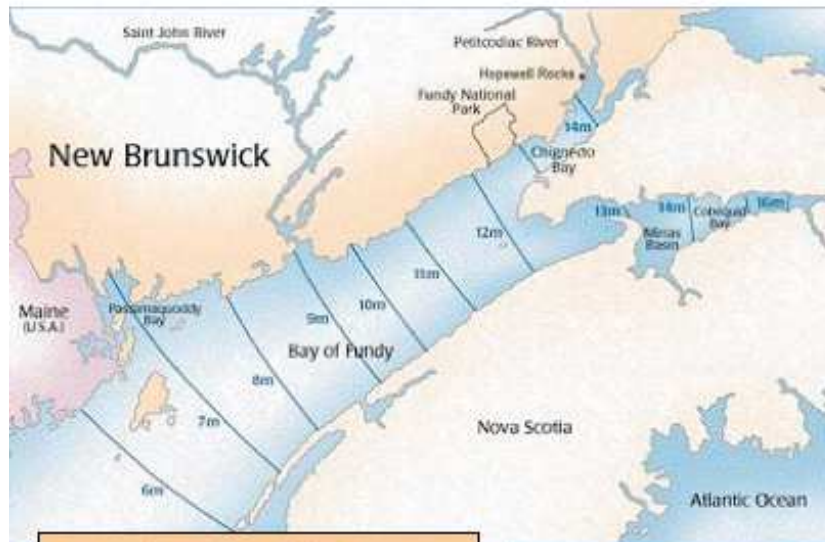 Saint John River
Petitcodiac River
Hopewell Rocks
Fundy National
Park
14m
New Brunswick
Chignedo
Bay
13m
14m
Cobequid
Bay
16m
Minas
Basin
12m
11m
10m
9m
Maine
(U.S.A.)
Passamaquoddy
Bay
Bay of Fundy
8m
7m
Nova Scotia
6m
Atlantic Ocean